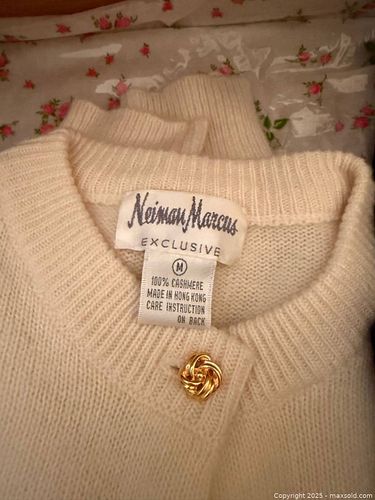 Neiman Marcus
EXCLUSIVE
M
100% CASHMERE
MADE IN HONG KONG
CARE INSTRUCTION
ON BACK
Copyright 2025 - maxsold.com